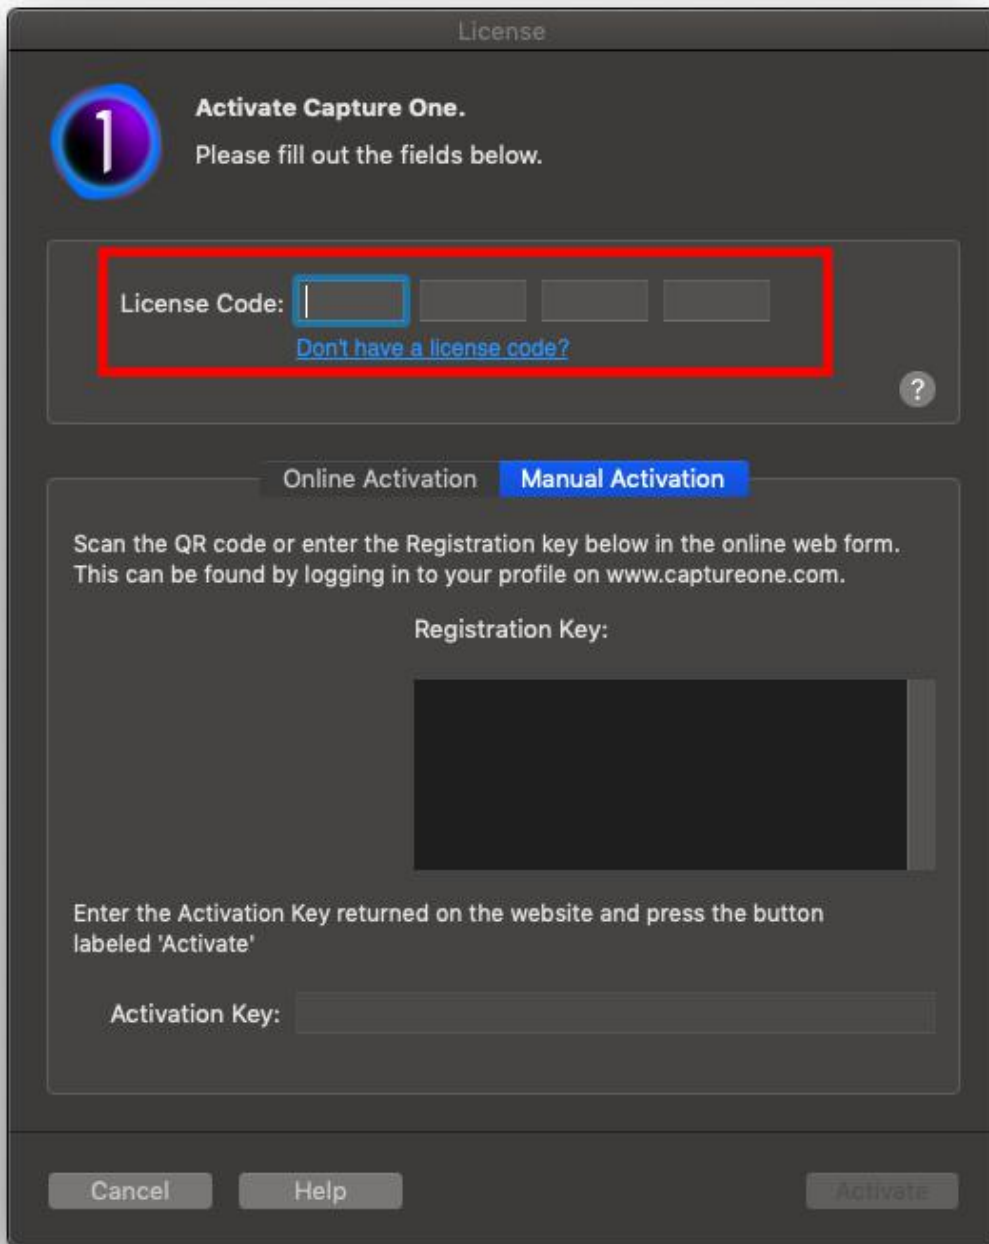 License
Activate Capture One.
Please fill out the fields below.
License Code:
Don't have a license code?
?
Online Activation Manual Activation
Scan the QR code or enter the Registration key below in the online web form.
This can be found by logging in to your profile on www.captureone.com.
Registration Key:
Enter the Activation Key returned on the website and press the button
labeled 'Activate'
Activation Key:
Cancel Help Activate